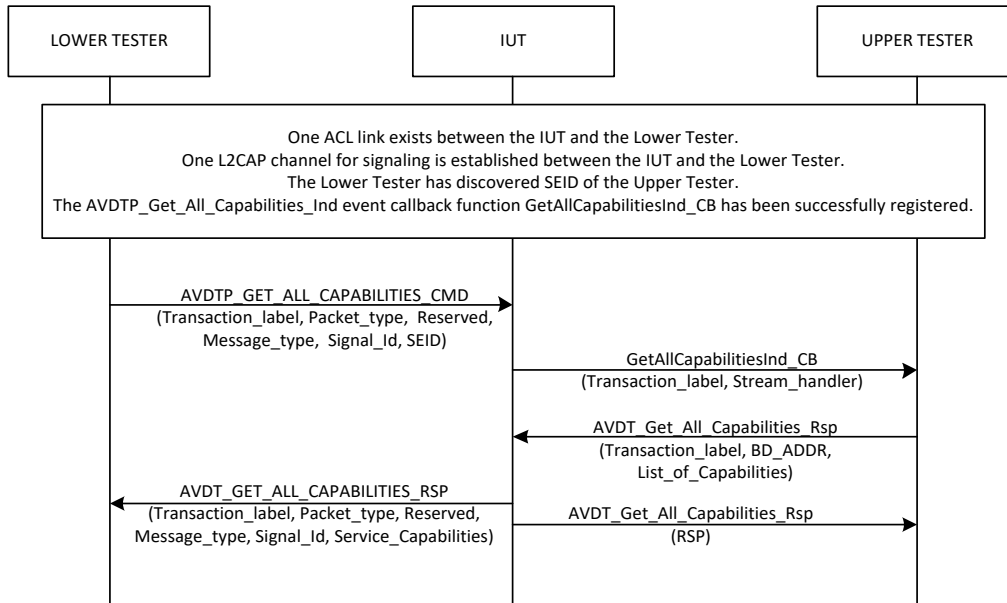 LOWER TESTER
IUT
UPPER TESTER
One ACL link exists between the IUT and the Lower Tester.
One L2CAP channel for signaling is established between the IUT and the Lower Tester.
The Lower Tester has discovered SEID of the Upper Tester.
The AVDTP_Get_All_Capabilities_Ind event callback function GetAllCapabilitiesInd_CB has been successfully registered.
AVDTP_GET_ALL_CAPABILITIES_CMD
(Transaction_label, Packet_type, Reserved,
Message_type, Signal_Id, SEID)
GetAllCapabilitiesInd_CB
(Transaction_label, Stream_handler)
AVDT_Get_All_Capabilities_Rsp
(Transaction_label, BD_ADDR,
List_of_Capabilities)
AVDT_GET_ALL_CAPABILITIES_RSP
(Transaction_label, Packet_type, Reserved,
Message_type, Signal_Id, Service_Capabilities)
AVDT_Get_All_Capabilities_Rsp
(RSP)